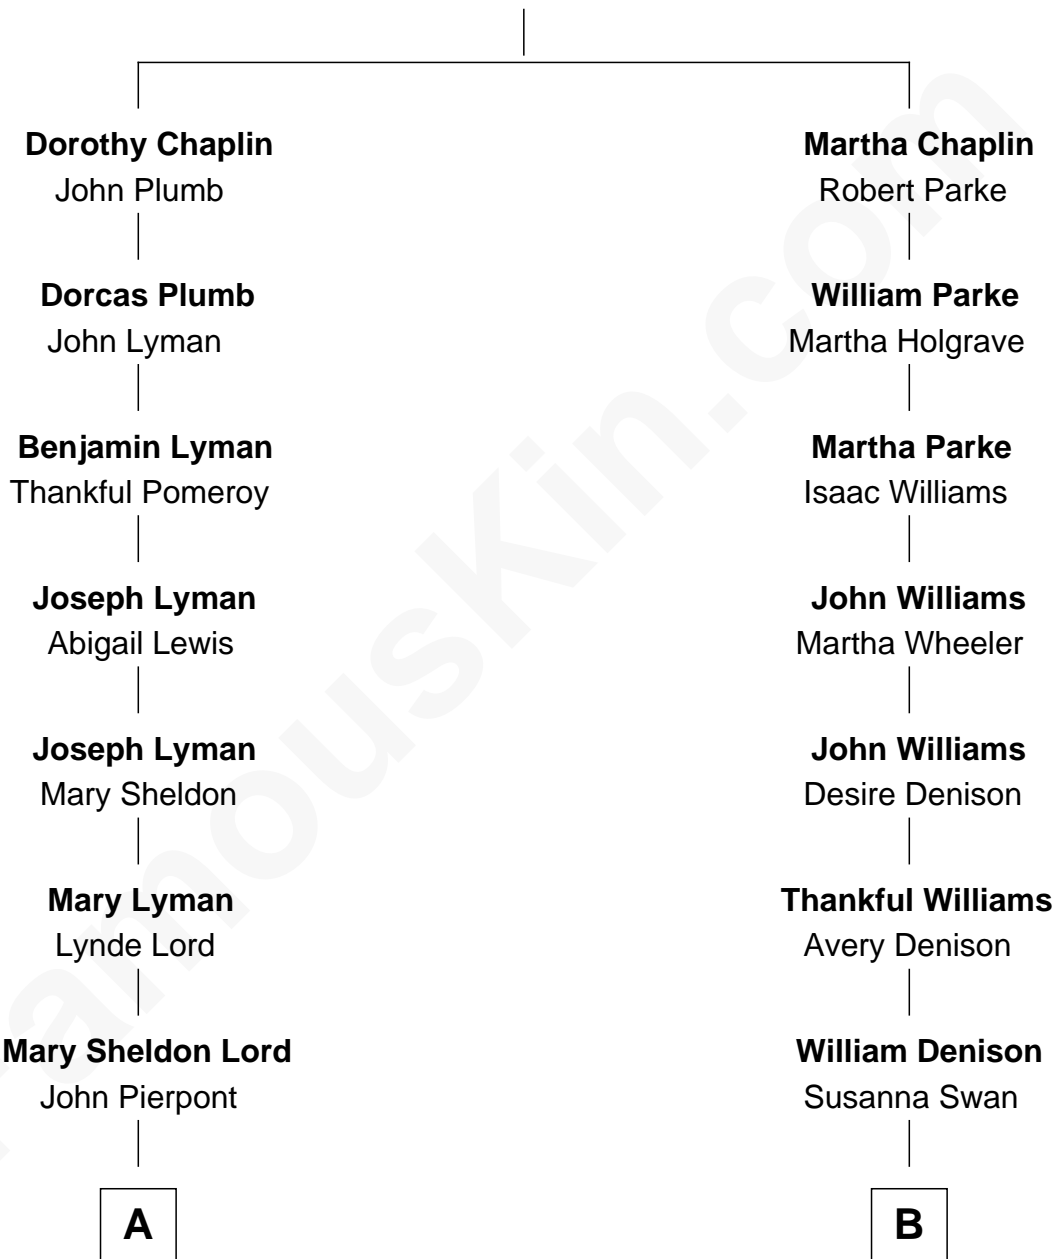 Dorothy Chaplin
John Plumb
Martha Chaplin
Robert Parke
Dorcas Plumb
John Lyman
William Parke
Martha Holgrave
Benjamin Lyman
Thankful Pomeroy
Martha Parke
Isaac Williams
Joseph Lyman
Abigail Lewis
John Williams
Martha Wheeler
Joseph Lyman
Mary Sheldon
John Williams
Desire Denison
Mary Lyman
Lynde Lord
Thankful Williams
Avery Denison
Mary Sheldon Lord
John Pierpont
William Denison
Susanna Swan
A
B
FamousKin.com